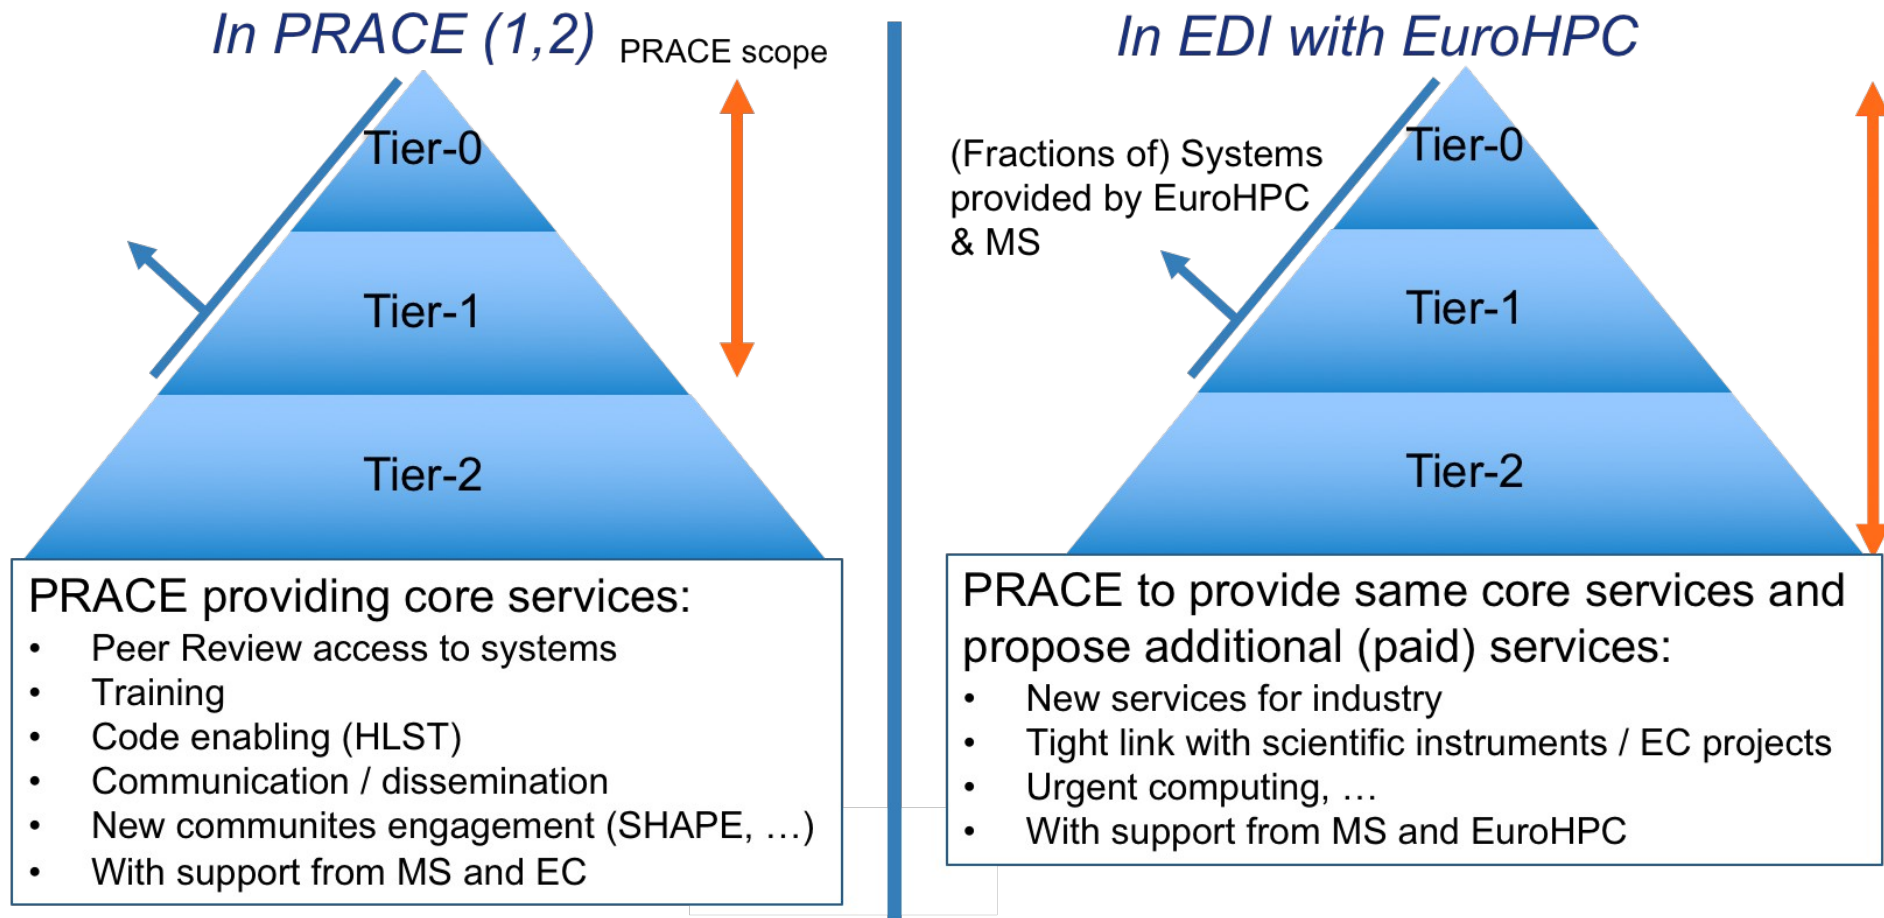 In PRACE (1,2)
PRACE scope
Tier-0
Tier-1
Tier-2
PRACE providing core services:
• Peer Review access to systems
• Training
• Code enabling (HLST)
• Communication / dissemination
• New communites engagement (SHAPE, …)
• With support from MS and EC
In EDI with EuroHPC
(Fractions of) Systems
provided by EuroHPC
& MS
Tier-0
Tier-1
Tier-2
PRACE to provide same core services and
propose additional (paid) services:
• New services for industry
• Tight link with scientific instruments / EC projects
• Urgent computing, …
• With support from MS and EuroHPC